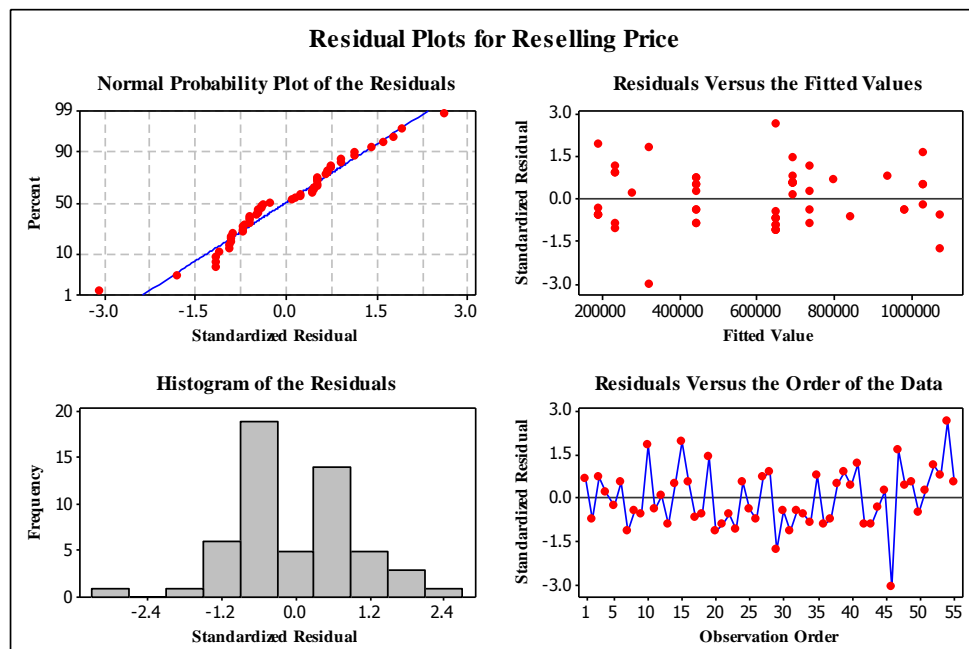 Residual Plots for Reselling Price
Normal Probability Plot of the Residuals
99
90
50
10
1
Percent
-3.0 -1.5 0.0 1.5 3.0
Standardized Residual
Residuals Versus the Fitted Values
3.0
1.5
0.0
-1.5
-3.0
Standardized Residual
200000 400000 600000 800000 1000000
Fitted Value
Histogram of the Residuals
20
15
10
5
0
Frequency
-2.4 -1.2 0.0 1.2 2.4
Standardized Residual
Residuals Versus the Order of the Data
3.0
1.5
0.0
-1.5
-3.0
Standardized Residual
1 5 10 15 20 25 30 35 40 45 50 55
Observation Order